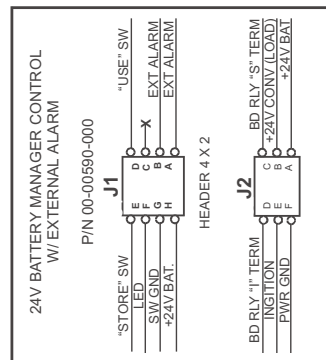 24V BATTERY MANAGER CONTROL
W/ EXTERNAL ALARM
P/N 00-00590-000
J1
"STORE" SW E D "USE" SW
LED F C X
SW GND G B EXT ALARM
+24V BAT. H A EXT ALARM
HEADER 4 X 2
J2
BD RLY "I" TERM D C BD RLY "S" TERM
INGITION E B +24V CONV (LOAD)
PWR GND F A +24V BAT